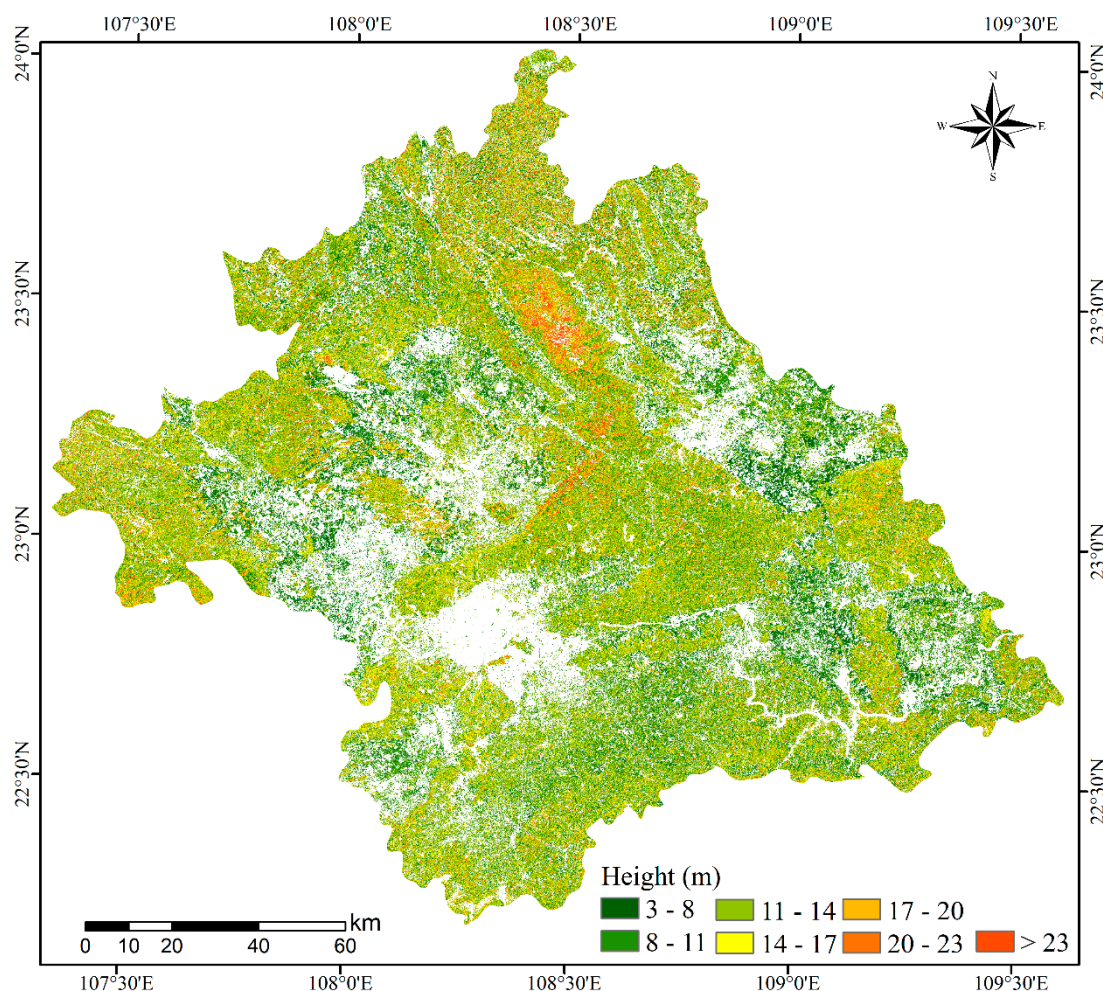 107°30'E 108°0'E 108°30'E 109°0'E 109°30'E
24°0'N 24°0'N
N
W E
S
23°30'N 23°30'N
23°0'N 23°0'N
22°30'N 22°30'N
Height (m)
3 - 8 11 - 14 17 - 20
8 - 11 14 - 17 20 - 23 > 23
km
0 10 20 40 60
107°30'E 108°0'E 108°30'E 109°0'E 109°30'E